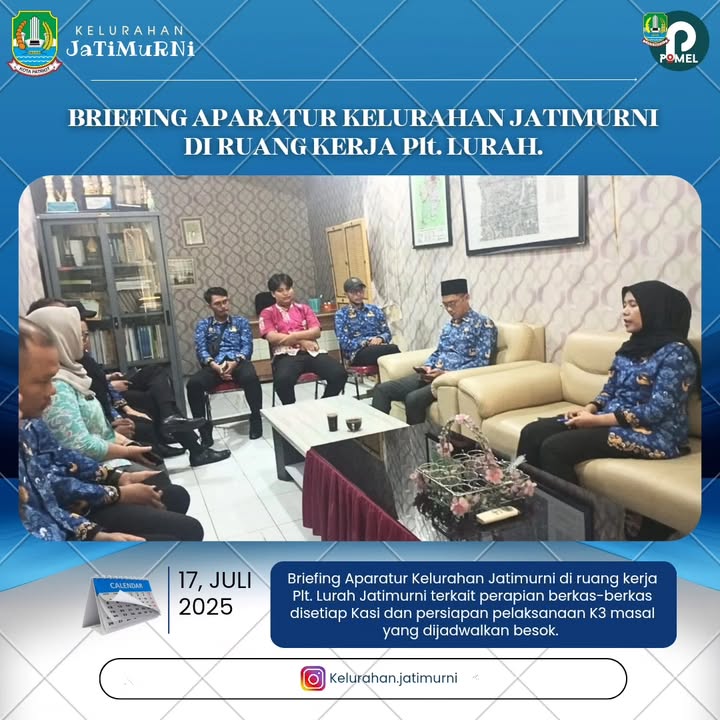 KELURAHAN
JaTiMuRNi
KOTA PATRIOT
POMEL
BRIEFING APARATUR KELURAHAN JATIMURNI
DI RUANG KERJA Plt. LURAH.
CALENDAR
17, JULI
2025
Briefing Aparatur Kelurahan Jatimurni di ruang kerja
Plt. Lurah Jatimurni terkait perapian berkas-berkas
disetiap Kasi dan persiapan pelaksanaan K3 masal
yang dijadwalkan besok.
Kelurahan.jatimurni